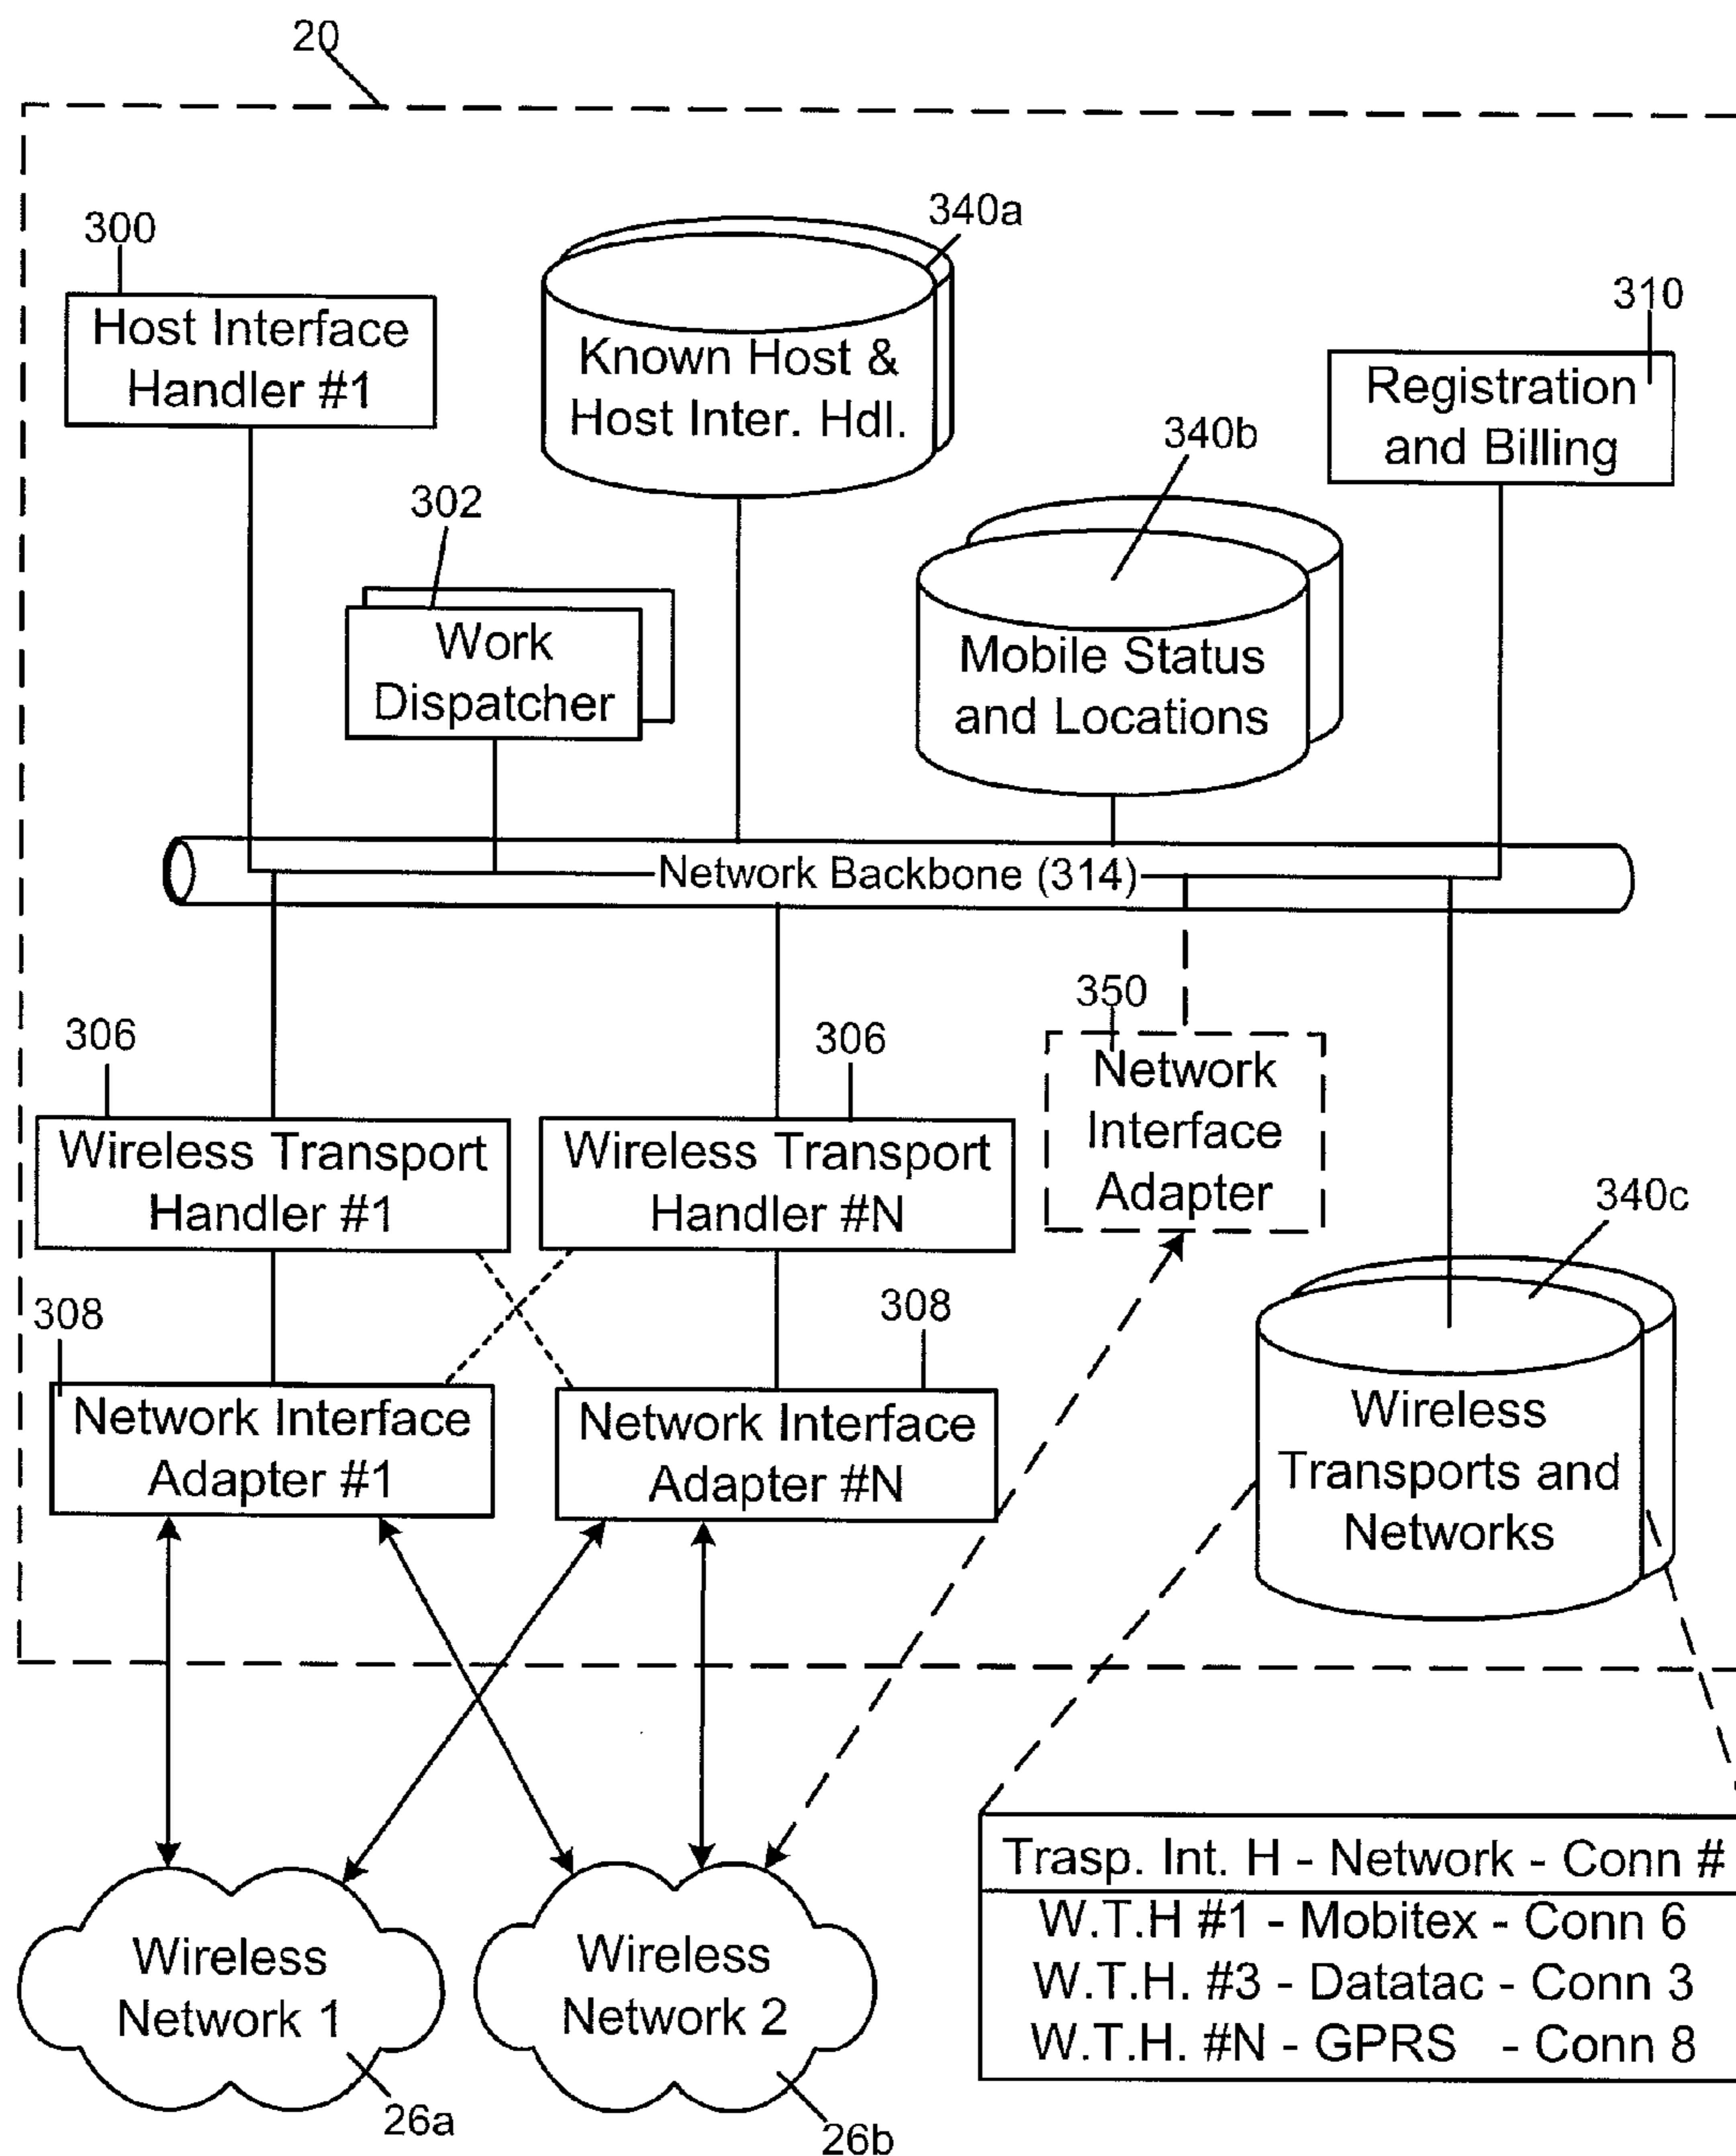 20
340a
300
310
Host Interface
Handler #1
Known Host &
Host Inter. Hdl.
Registration
and Billing
340b
302
Work
Dispatcher
Mobile Status
and Locations
Network Backbone (314)
350
306
306
Network
Interface
Adapter
Wireless Transport
Handler #1
Wireless Transport
Handler #N
340c
308
308
Network Interface
Adapter #1
Network Interface
Adapter #N
Wireless
Transports and
Networks
Trasp. Int. H - Network - Conn #
W.T.H #1 - Mobitex - Conn 6
W.T.H. #3 - Datatac - Conn 3
W.T.H. #N - GPRS - Conn 8
Wireless
Network 1
Wireless
Network 2
26a
26b